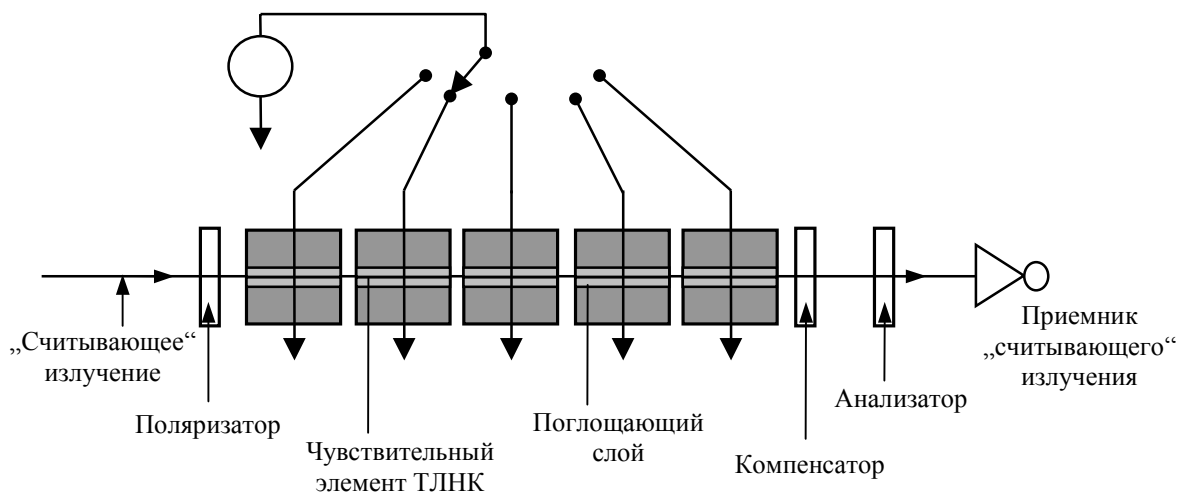 „Считывающее“
излучение
Поляризатор
Чувствительный
элемент ТЛНК
Поглощающий
слой
Компенсатор
Анализатор
Приемник
„считывающего“
излучения